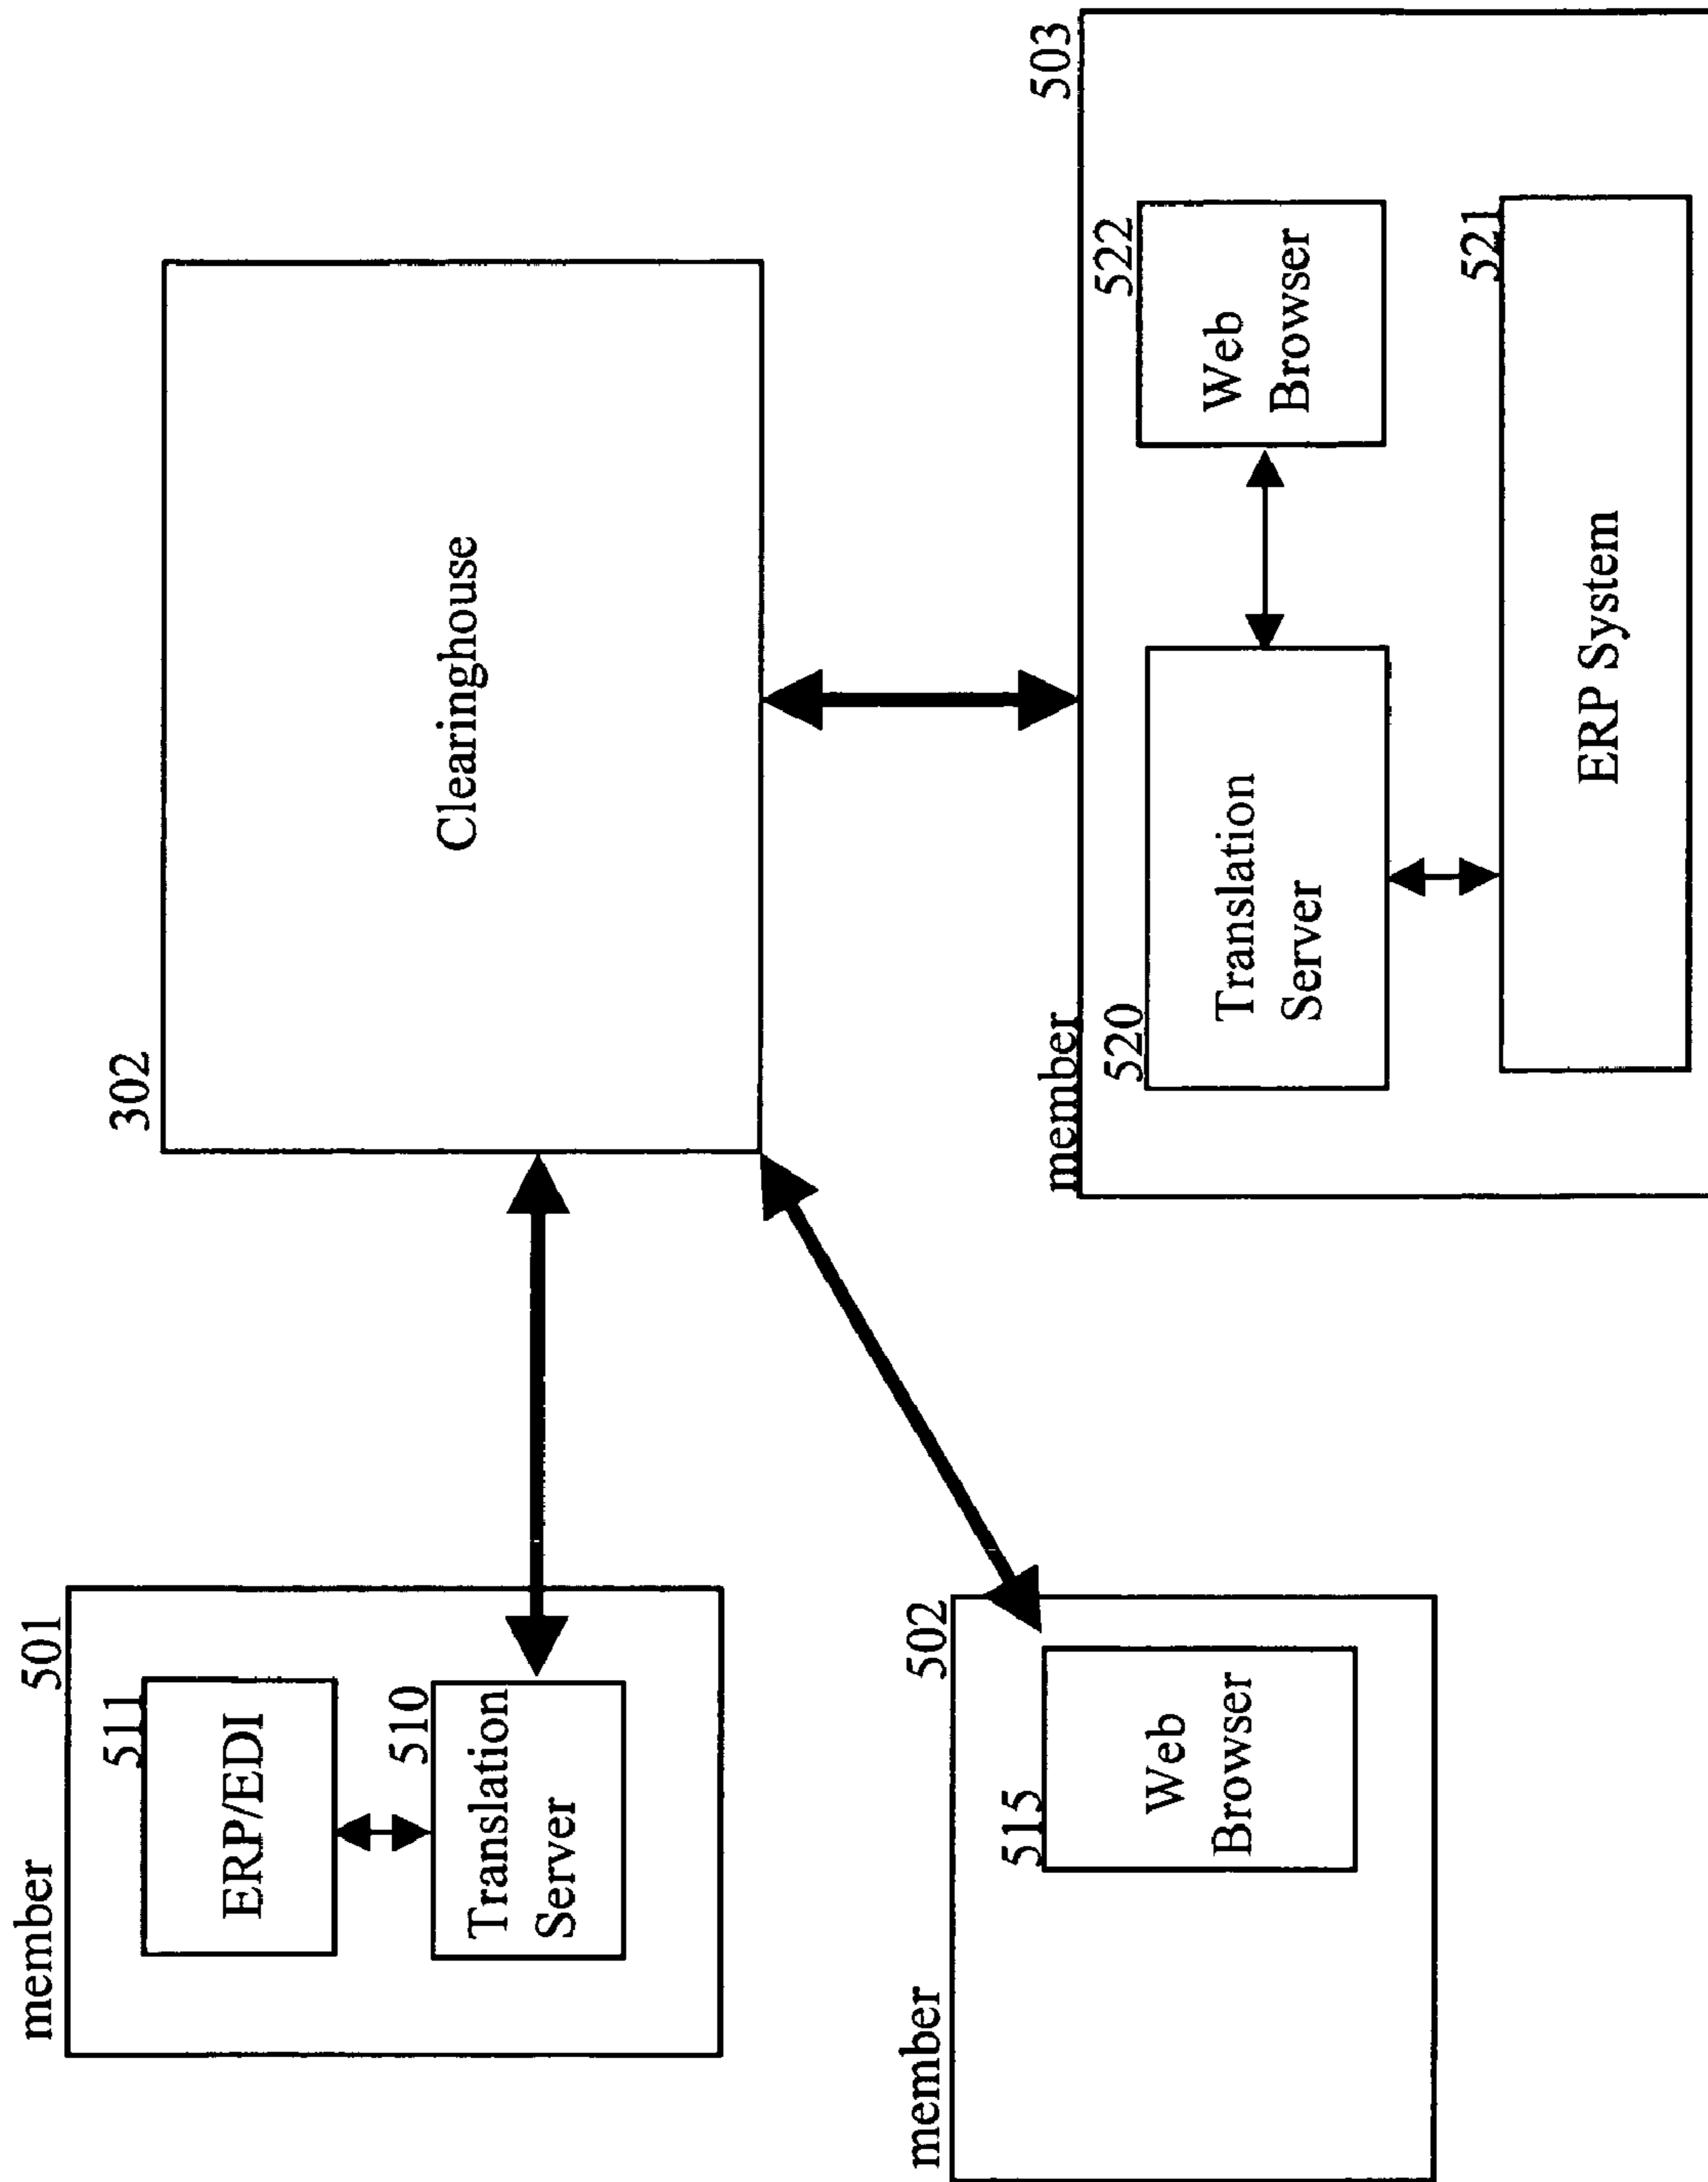 member
501
511
ERP/EDI
510
Translation
Server
302
Clearinghouse
member
502
515
Web
Browser
member
503
520
Translation
Server
522
Web
Browser
521
ERP System